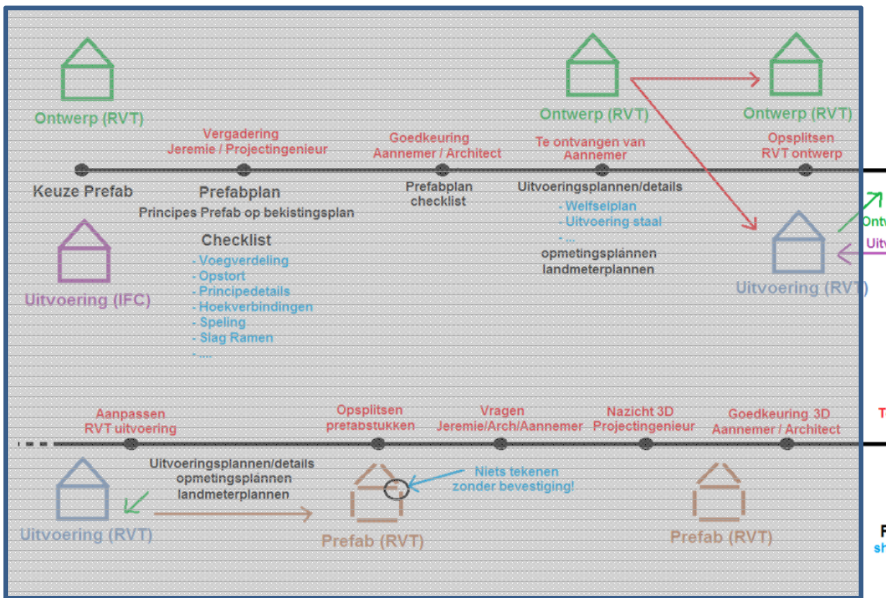 Ontwerp (RVT)
Ontwerp (RVT)
Ontwerp (RVT)
Vergadering
Jeremie / Projectingenieur
Goedkeuring
Aannemer / Architect
Te ontvangen van
Aannemer
Opsplitsen
RVT ontwerp
Keuze Prefab
Prefabplan
Principes Prefab op bekistingsplan
Prefabplan
checklist
Uitvoeringsplannen/details
- Welfselplan
- Uitvoering staal
- ...
opmetingsplannen
landmeterplannen
Checklist
- Voegverdeling
- Opstort
- Principedetails
- Hoekverbindingen
- Speling
- Slag Ramen
- ....
Uitvoering (IFC)
Uitvoering (RVT)
Aanpassen
RVT uitvoering
Opsplitsen
prefabstukken
Vragen
Jeremie/Arch/Aannemer
Nazicht 3D
Projectingenieur
Goedkeuring 3D
Aannemer / Architect
Uitvoeringsplannen/details
opmetingsplannen
landmeterplannen
Niets tekenen
zonder bevestiging!
Uitvoering (RVT)
Prefab (RVT)
Prefab (RVT)